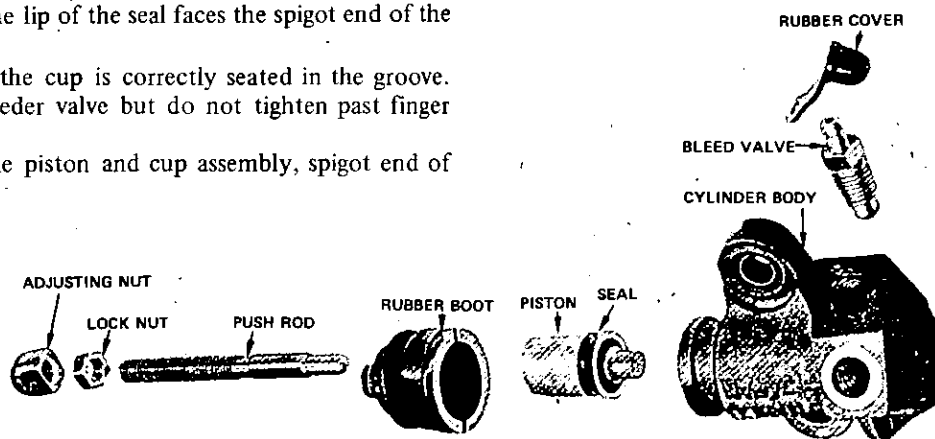 e lip of the seal faces the spigot end of the
the cup is correctly seated in the groove.
eder valve but do not tighten past finger
e piston and cup assembly, spigot end of
RUBBER COVER
BLEED VALVE
CYLINDER BODY
ADJUSTING NUT
LOCK NUT
PUSH ROD
RUBBER BOOT
PISTON
SEAL